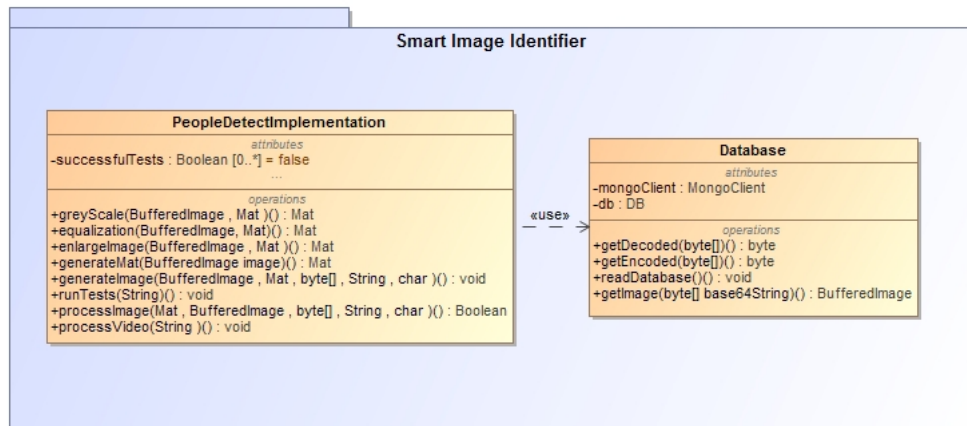 Smart Image Identifier
PeopleDetectImplementation
attributes
-successfulTests : Boolean [0..*] = false
...
operations
+greyScale(BufferedImage , Mat )() : Mat
+equalization(BufferedImage, Mat)() : Mat
+enlargeImage(BufferedImage , Mat )() : Mat
+generateMat(BufferedImage image)() : Mat
+generateImage(BufferedImage , Mat , byte[] , String , char )() : void
+runTests(String)() : void
+processImage(Mat , BufferedImage , byte[] , String , char )() : Boolean
+processVideo(String )() : void
«use»
Database
attributes
-mongoClient : MongoClient
-db : DB
operations
+getDecoded(byte[])() : byte
+getEncoded(byte[])() : byte
+readDatabase()() : void
+getImage(byte[] base64String)() : BufferedImage